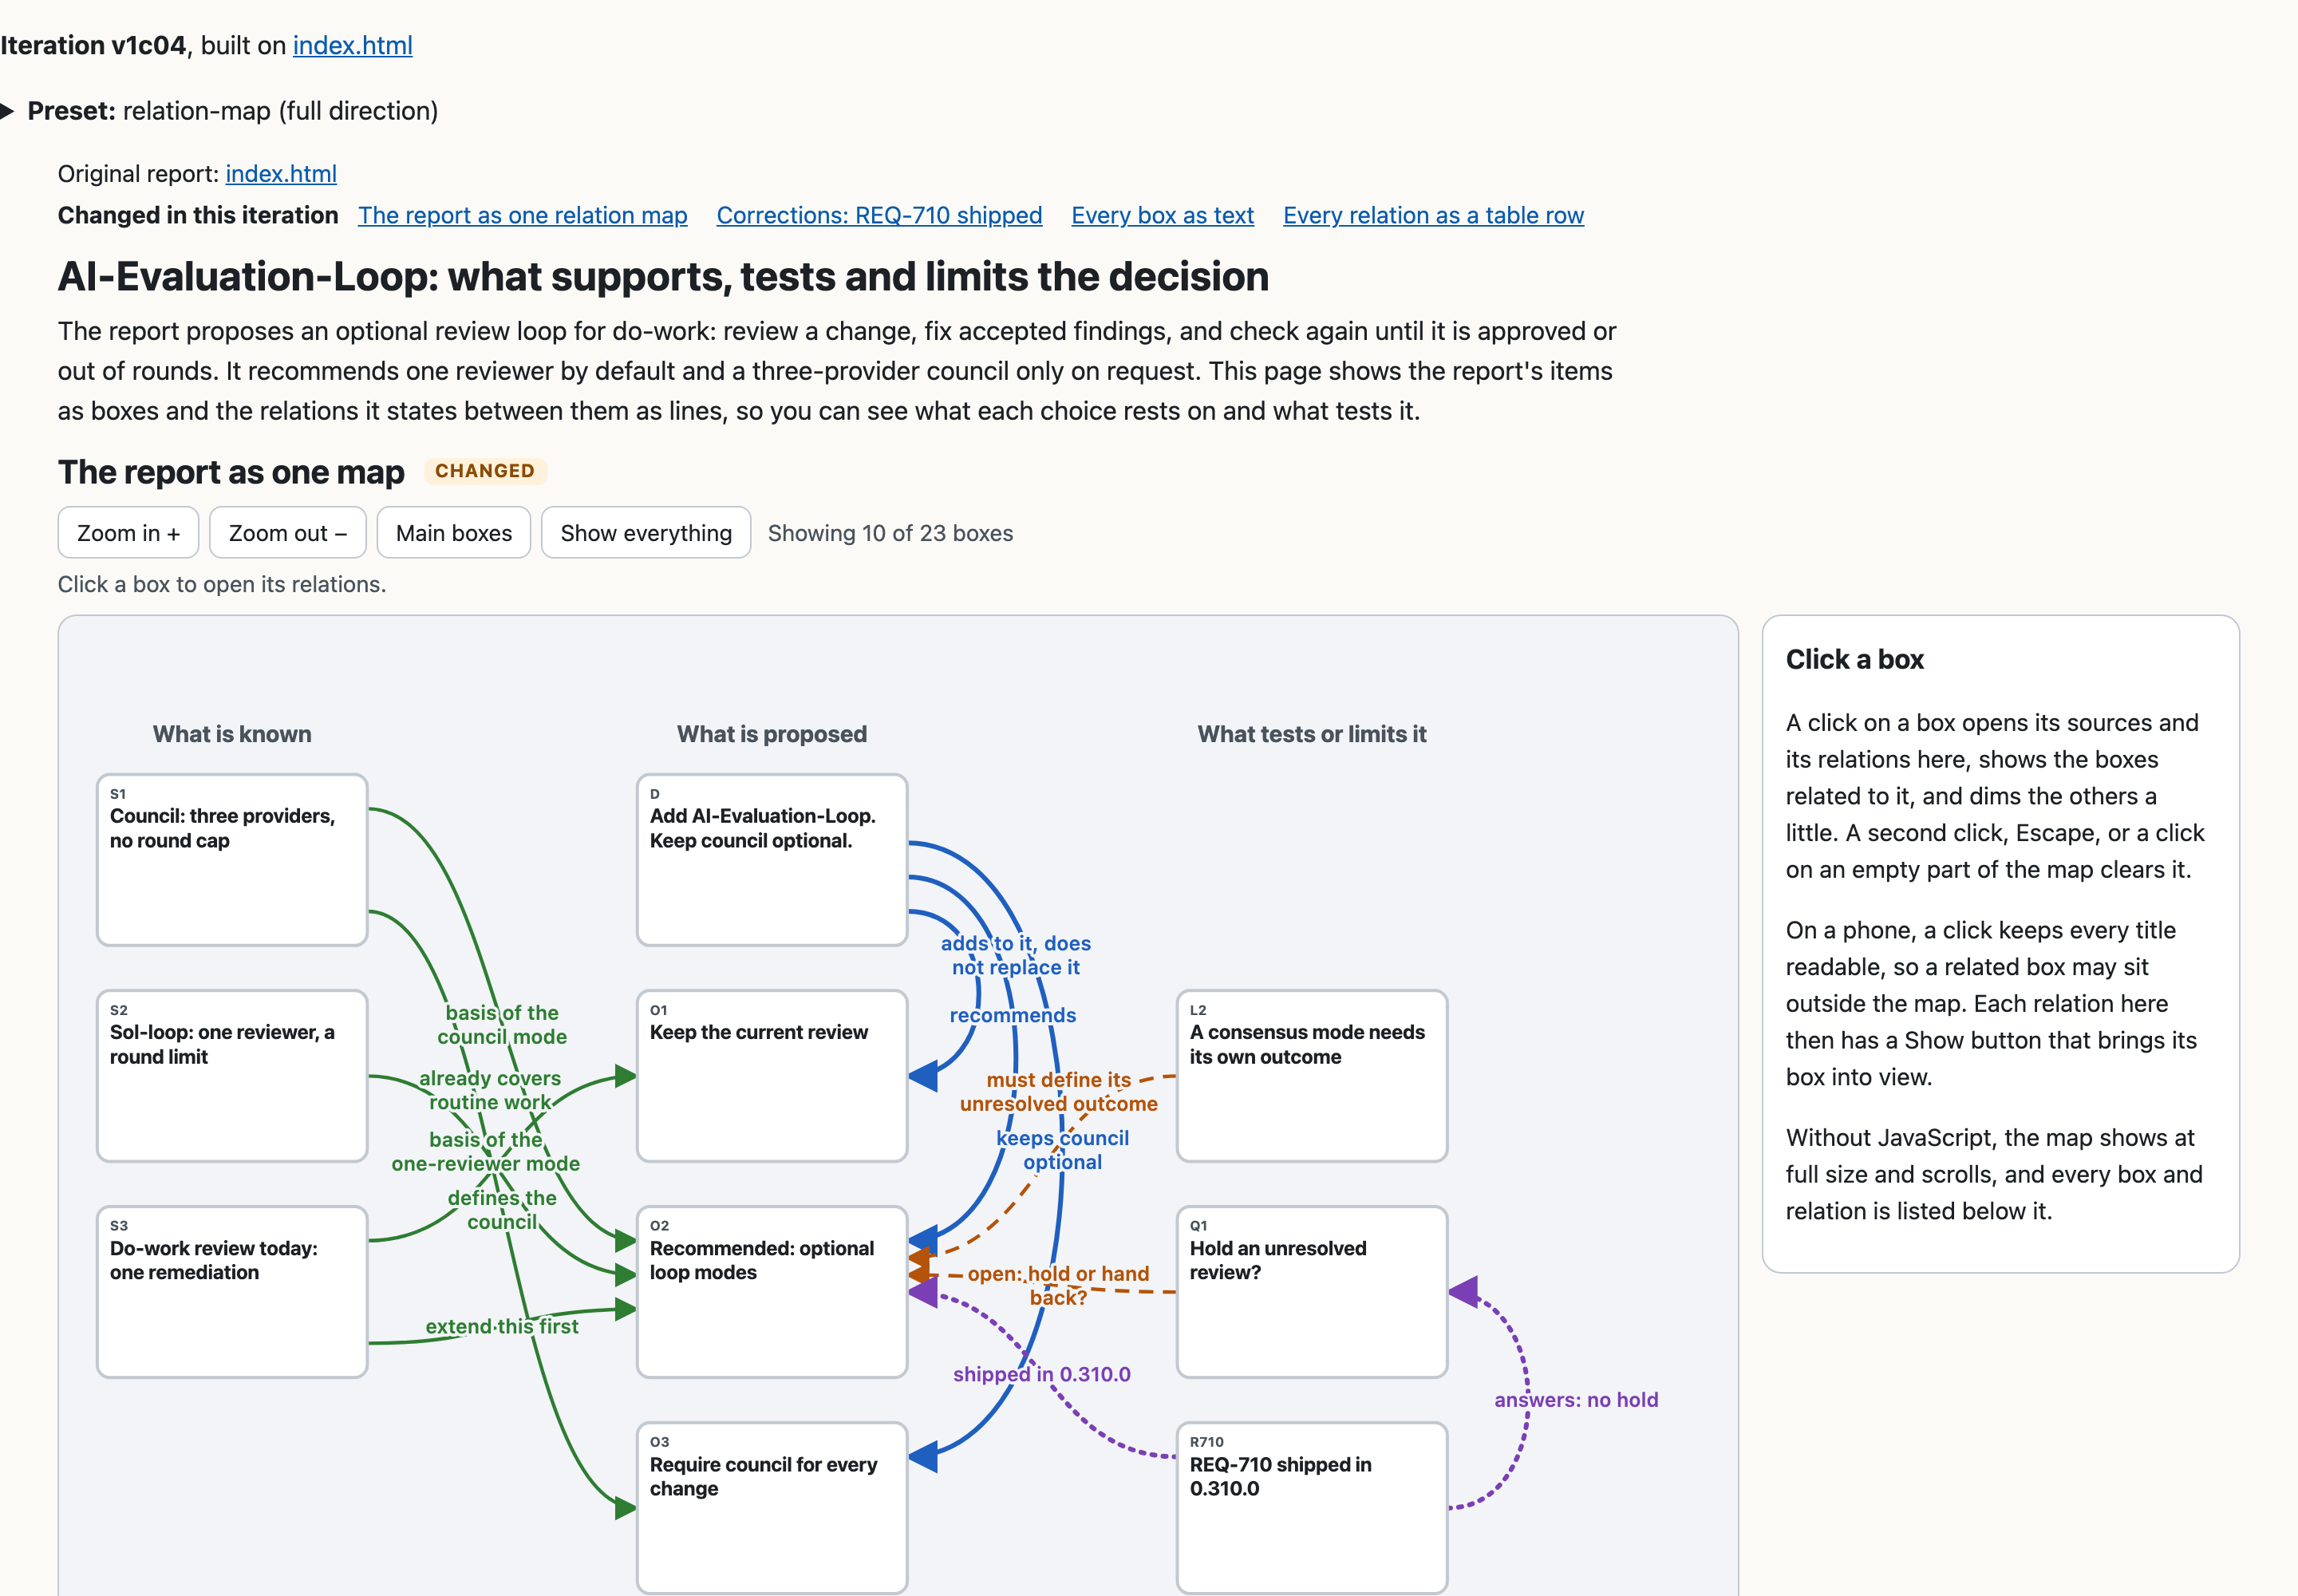 Iteration v1c04, built on index.html
▶ Preset: relation-map (full direction)
Original report: index.html
Changed in this iteration The report as one relation map Corrections: REQ-710 shipped Every box as text Every relation as a table row
AI-Evaluation-Loop: what supports, tests and limits the decision
The report proposes an optional review loop for do-work: review a change, fix accepted findings, and check again until it is approved or
out of rounds. It recommends one reviewer by default and a three-provider council only on request. This page shows the report's items
as boxes and the relations it states between them as lines, so you can see what each choice rests on and what tests it.
The report as one map CHANGED
Zoom in + Zoom out – Main boxes Show everything Showing 10 of 23 boxes
Click a box to open its relations.
What is known
What is proposed
What tests or limits it
S1
Council: three providers,
no round cap
D
Add AI-Evaluation-Loop.
Keep council optional.
adds to it, does
not replace it
S2
Sol-loop: one reviewer, a
round limit
basis of the
council mode
O1
Keep the current review
recommends
L2
A consensus mode needs
its own outcome
already covers
routine work
must define its
unresolved outcome
basis of the
one-reviewer mode
keeps council
optional
defines the
council
S3
Do-work review today:
one remediation
O2
Recommended: optional
loop modes
Q1
Hold an unresolved
review?
open: hold or hand
back?
extend this first
shipped in 0.310.0
answers: no hold
O3
Require council for every
change
R710
REQ-710 shipped in
0.310.0
Click a box
A click on a box opens its sources and
its relations here, shows the boxes
related to it, and dims the others a
little. A second click, Escape, or a click
on an empty part of the map clears it.
On a phone, a click keeps every title
readable, so a related box may sit
outside the map. Each relation here
then has a Show button that brings its
box into view.
Without JavaScript, the map shows at
full size and scrolls, and every box and
relation is listed below it.